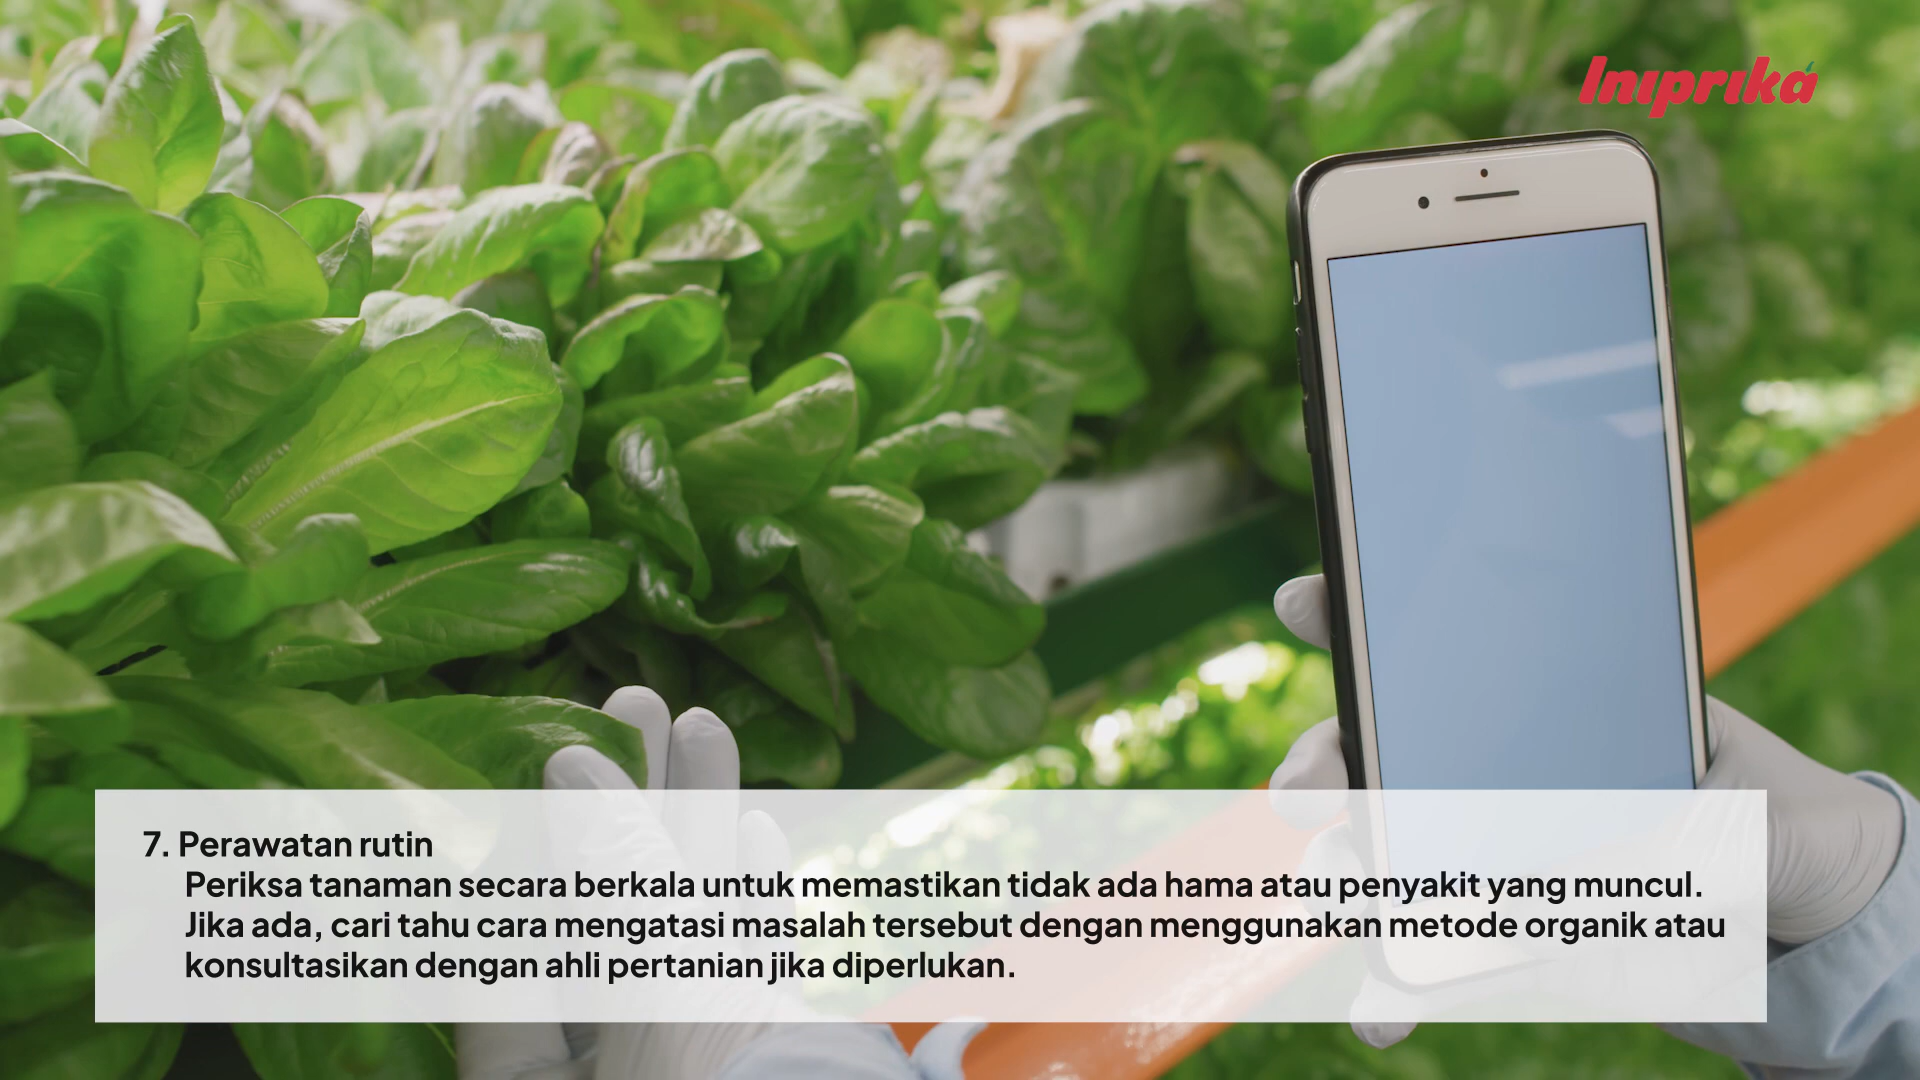 Iniprika
7. Perawatan rutin
Periksa tanaman secara berkala untuk memastikan tidak ada hama atau penyakit yang muncul.
Jika ada, cari tahu cara mengatasi masalah tersebut dengan menggunakan metode organik atau
konsultasikan dengan ahli pertanian jika diperlukan.